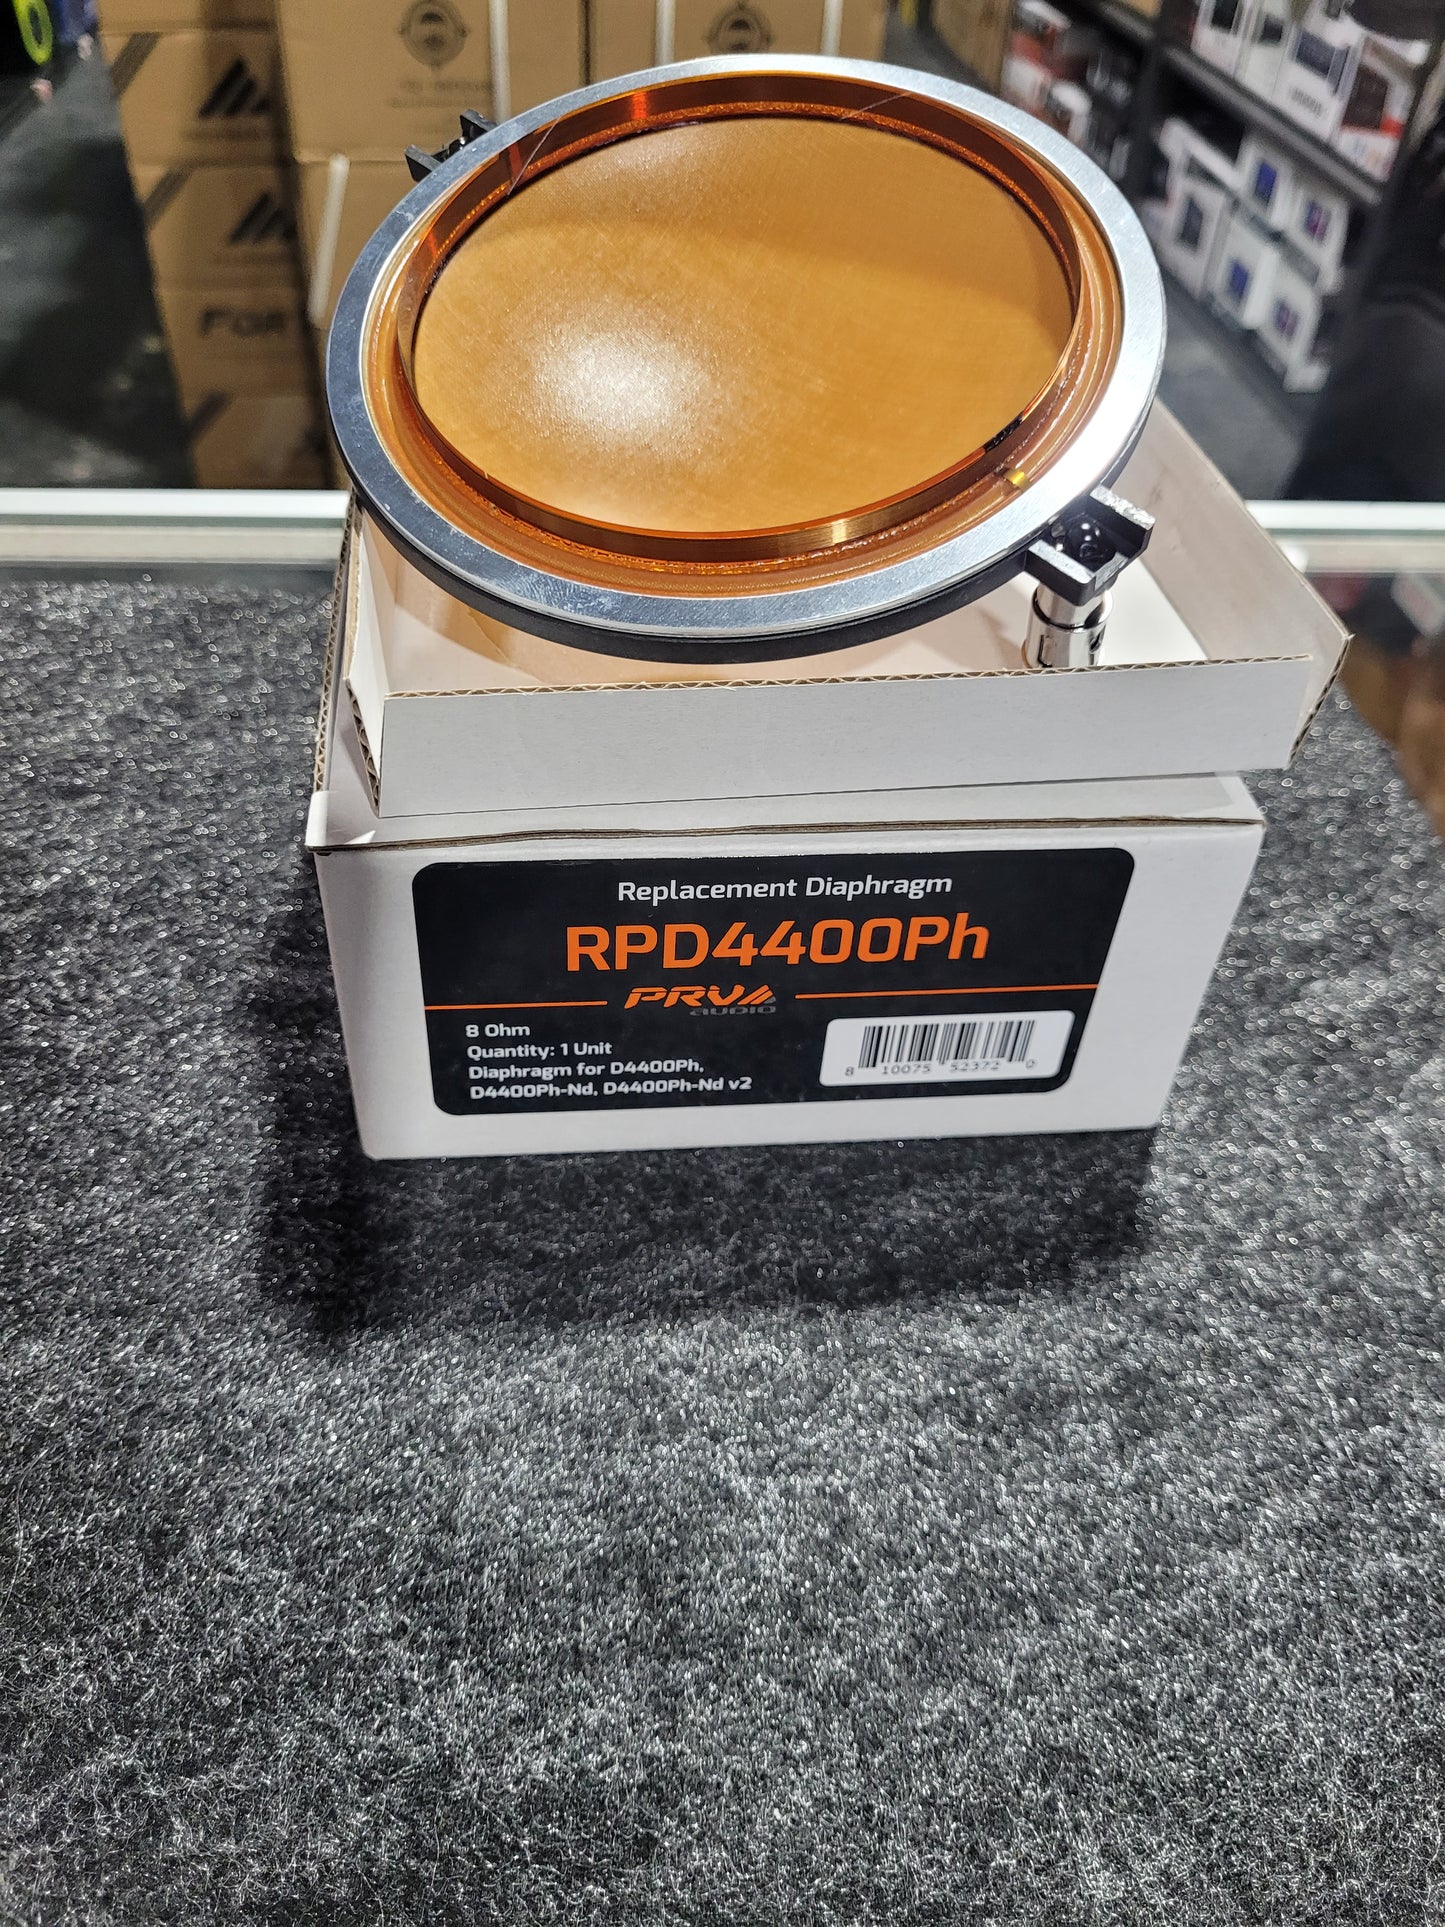 Replacement Diaphragm
RPD4400Ph
PRV
AUDIO
8 Ohm
Quantity: 1 Unit
Diaphragm for D4400Ph,
D4400Ph-Nd, D4400Ph-Nd v2
8 10075 52372 0